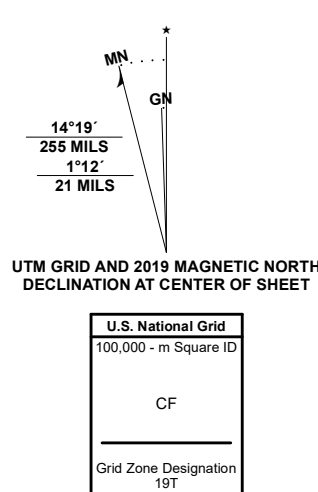 ★
MN
GN
14°19´
255 MILS
1°12´
21 MILS
UTM GRID AND 2019 MAGNETIC NORTH
DECLINATION AT CENTER OF SHEET
U.S. National Grid
100,000 - m Square ID
CF
Grid Zone Designation
19T